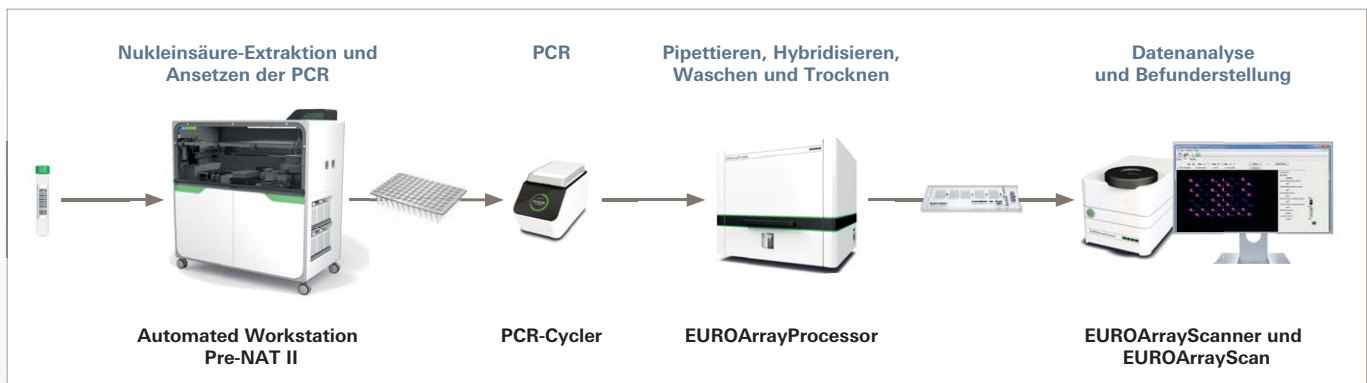 Nukleinsäure-Extraktion und
Ansetzen der PCR
PCR
Pipettieren, Hybridisieren,
Waschen und Trocknen
Datenanalyse
und Befunderstellung
Automated Workstation
Pre-NAT II
PCR-Cycler
EUROArrayProcessor
EUROArrayScanner und
EUROArrayScan